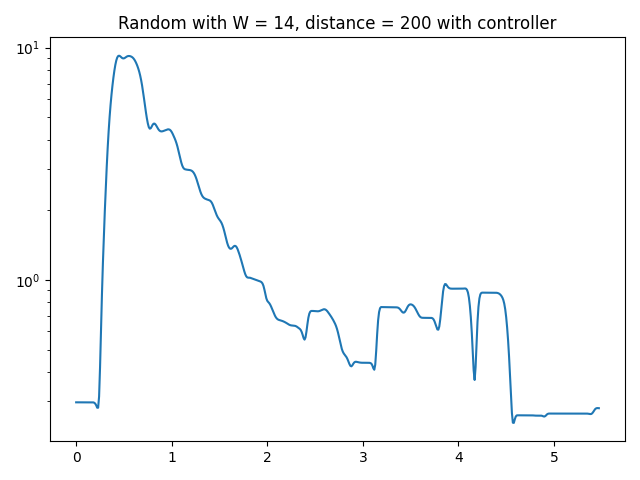 Random with W = 14, distance = 200 with controller
10¹
10⁰
0 1 2 3 4 5